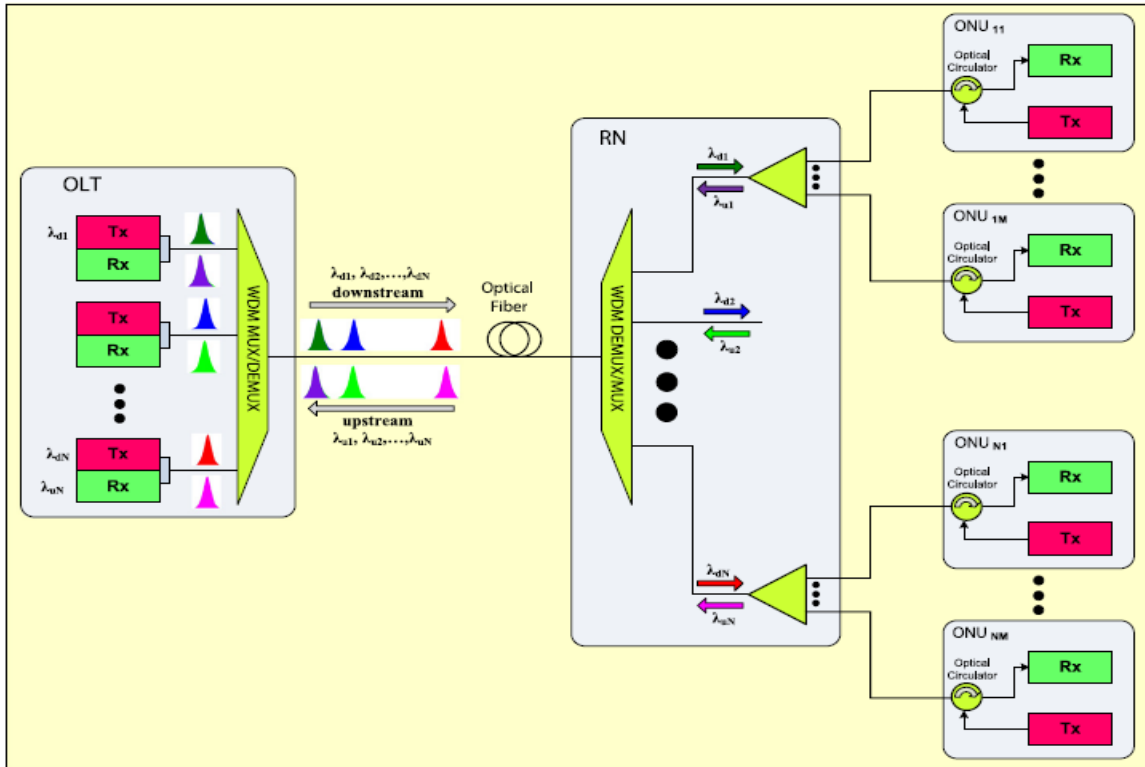 OLT
λd1
Tx
Rx
Tx
Rx
λdN
Tx
λuN
Rx
WDM MUX/DEMUX
λd1, λd2,…,λdN
downstream
upstream
λu1, λu2,…,λuN
Optical
Fiber
RN
WDM DEMUX/MUX
λd1
λu1
λd2
λu2
λdN
λuN
ONU 11
Optical
Circulator
Rx
Tx
ONU 1M
Optical
Circulator
Rx
Tx
ONU N1
Optical
Circulator
Rx
Tx
ONU NM
Optical
Circulator
Rx
Tx